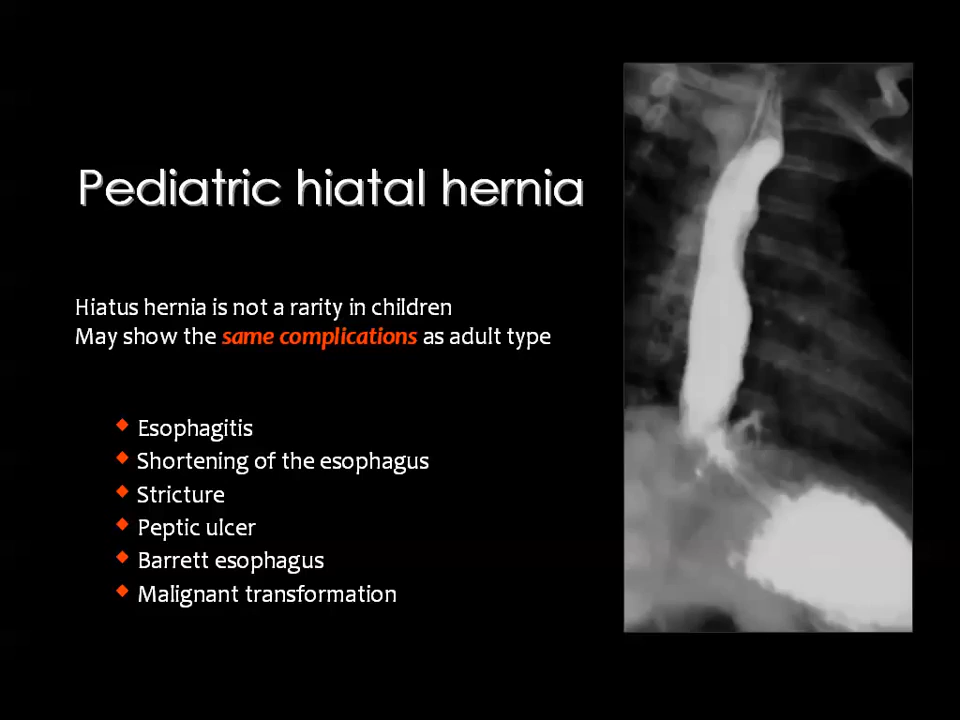 Pediatric hiatal hernia
Hiatus hernia is not a rarity in children
May show the same complications as adult type
Esophagitis
Shortening of the esophagus
Stricture
Peptic ulcer
Barrett esophagus
Malignant transformation